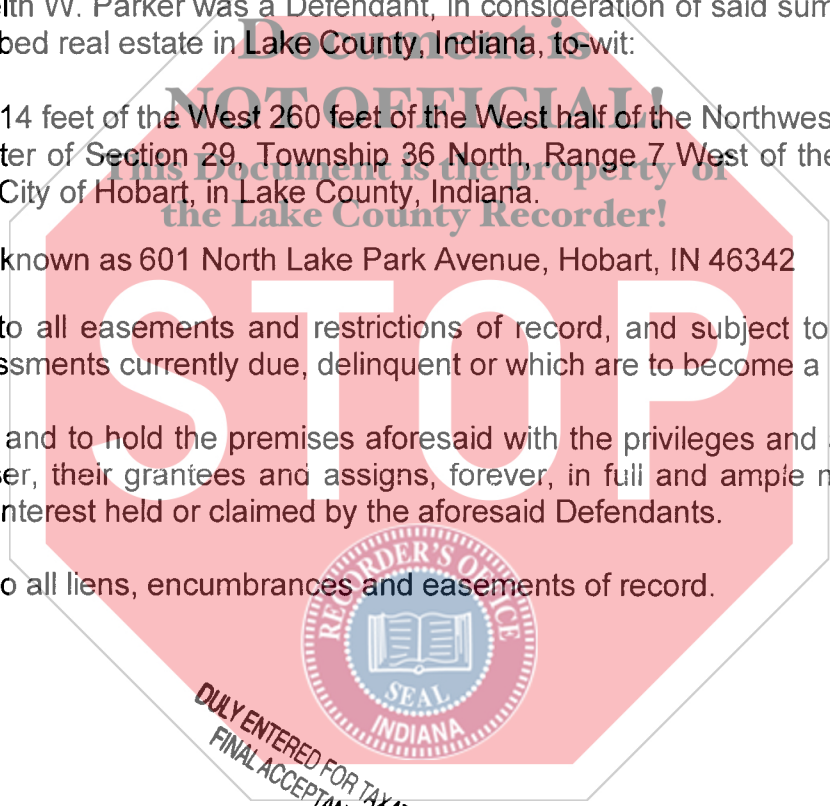 eith W. Parker was a Defendant, in consideration of said sum
bed real estate in Lake County, Indiana, to-wit:
Document is
14 feet of the West 260 feet of the West half of the Northwes
NOT OFFICIAL!
ter of Section 29, Township 36 North, Range 7 West of the
This Document is the property of
City of Hobart, in Lake County, Indiana.
the Lake County Recorder!
known as 601 North Lake Park Avenue, Hobart, IN 46342
STOP
to all easements and restrictions of record, and subject to
ssments currently due, delinquent or which are to become a
and to hold the premises aforesaid with the privileges and
ser, their grantees and assigns, forever, in full and ample
nterest held or claimed by the aforesaid Defendants.
o all liens, encumbrances and easements of record.
RECORDER'S OFFICE
SEAL
INDIANA
DULY ENTERED FOR
FINAL